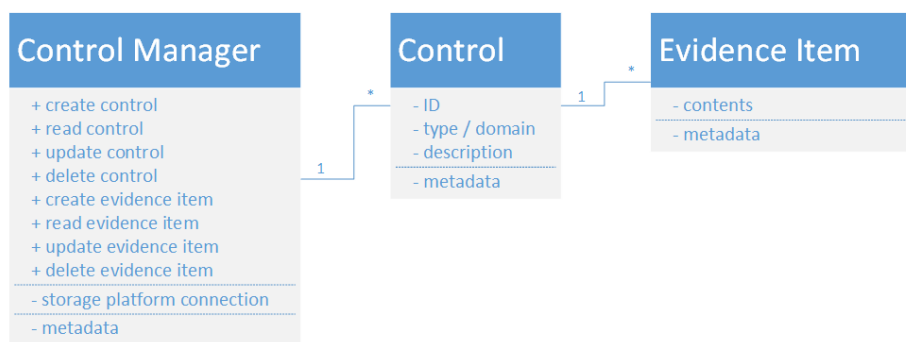 Control Manager
+ create control
+ read control
+ update control
+ delete control
+ create evidence item
+ read evidence item
+ update evidence item
+ delete evidence item
- storage platform connection
- metadata
1
*
Control
- ID
- type / domain
- description
- metadata
1
*
Evidence Item
- contents
- metadata